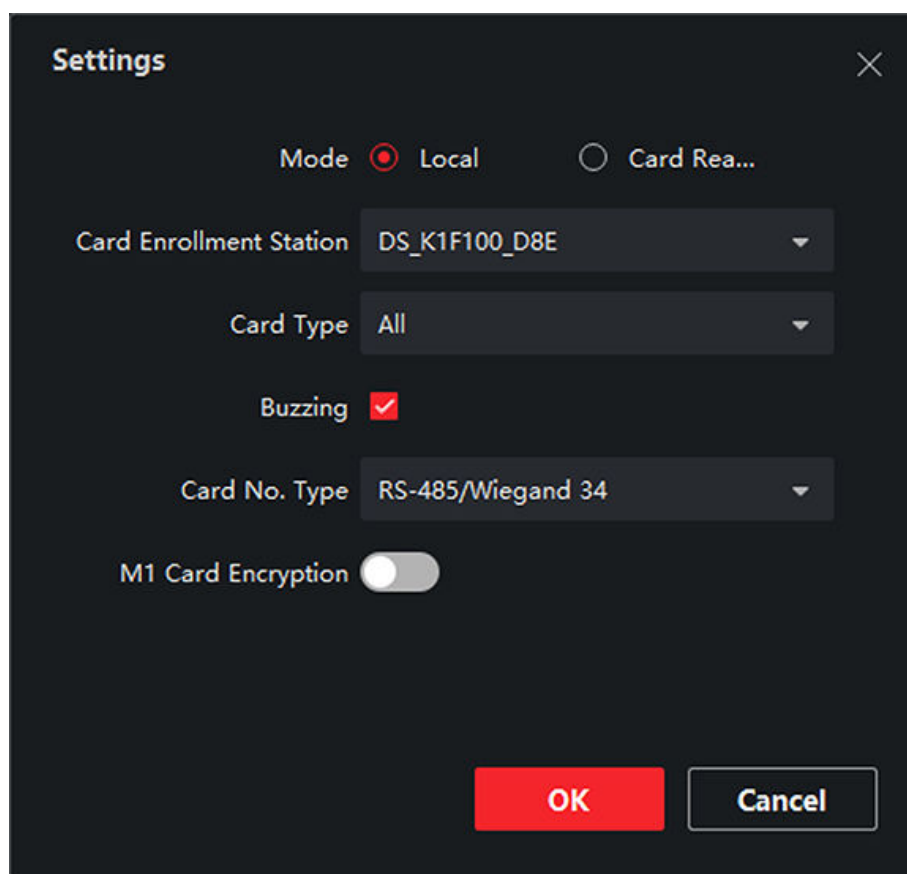 Settings
Mode Local Card Rea...
Card Enrollment Station DS_K1F100_D8E
Card Type All
Buzzing
Card No. Type RS-485/Wiegand 34
M1 Card Encryption
OK Cancel